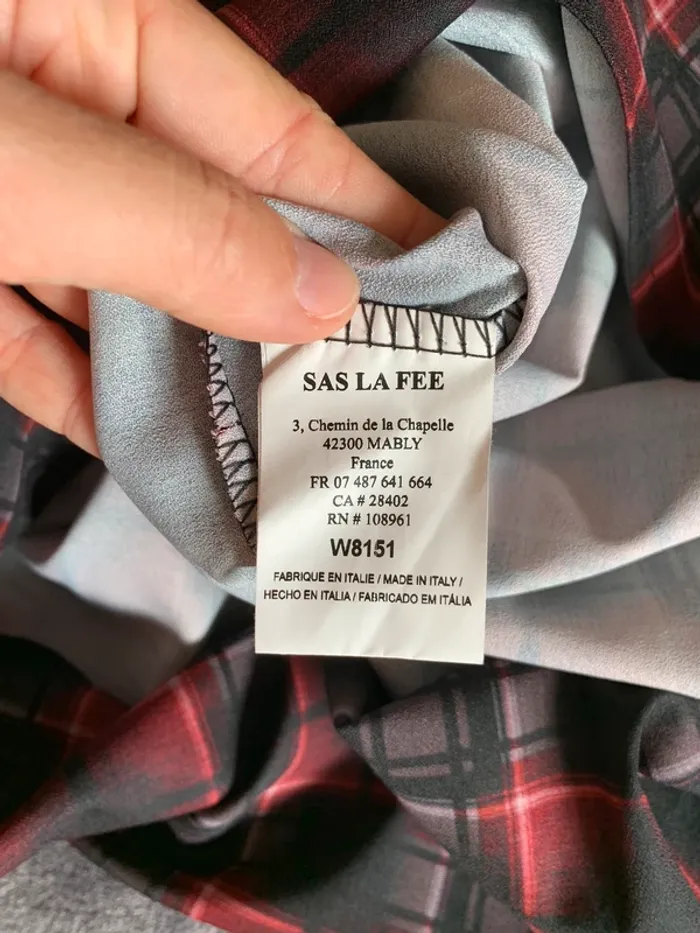 SAS LA FEE
3, Chemin de la Chapelle
42300 MABLY
France
FR 07 487 641 664
CA # 28402
RN # 108961
W8151
FABRIQUE EN ITALIE / MADE IN ITALY /
HECHO EN ITALIA / FABRICADO EM ITÁLIA